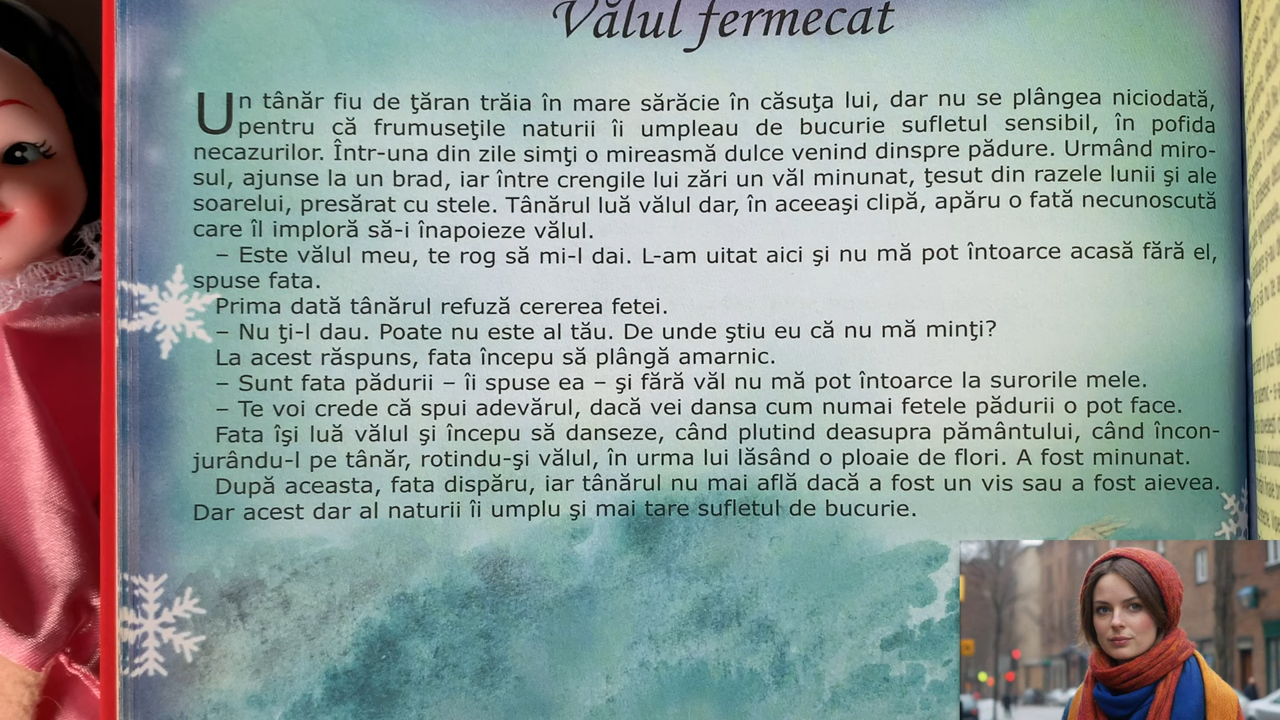 Vălul fermecat
Un tânăr fiu de ţăran trăia în mare sărăcie în căsuţa lui, dar nu se plângea niciodată,
pentru că frumuseţile naturii îi umpleau de bucurie sufletul sensibil, în pofida
necazurilor. Într-una din zile simţi o mireasmă dulce venind dinspre pădure. Urmând miro-
sul, ajunse la un brad, iar între crengile lui zări un văl minunat, ţesut din razele lunii şi ale
soarelui, presărat cu stele. Tânărul luă vălul dar, în aceeaşi clipă, apăru o fată necunoscută
care îl imploră să-i înapoieze vălul.
– Este vălul meu, te rog să mi-l dai. L-am uitat aici şi nu mă pot întoarce acasă fără el,
spuse fata.
Prima dată tânărul refuză cererea fetei.
– Nu ţi-l dau. Poate nu este al tău. De unde ştiu eu că nu mă minţi?
La acest răspuns, fata începu să plângă amarnic.
– Sunt fata pădurii – îi spuse ea – şi fără văl nu mă pot întoarce la surorile mele.
– Te voi crede că spui adevărul, dacă vei dansa cum numai fetele pădurii o pot face.
Fata îşi luă vălul şi începu să danseze, când plutind deasupra pământului, când încon-
jurându-l pe tânăr, rotindu-şi vălul, în urma lui lăsând o ploaie de flori. A fost minunat.
După aceasta, fata dispăru, iar tânărul nu mai află dacă a fost un vis sau a fost aievea.
Dar acest dar al naturii îi umplu şi mai tare sufletul de bucurie.